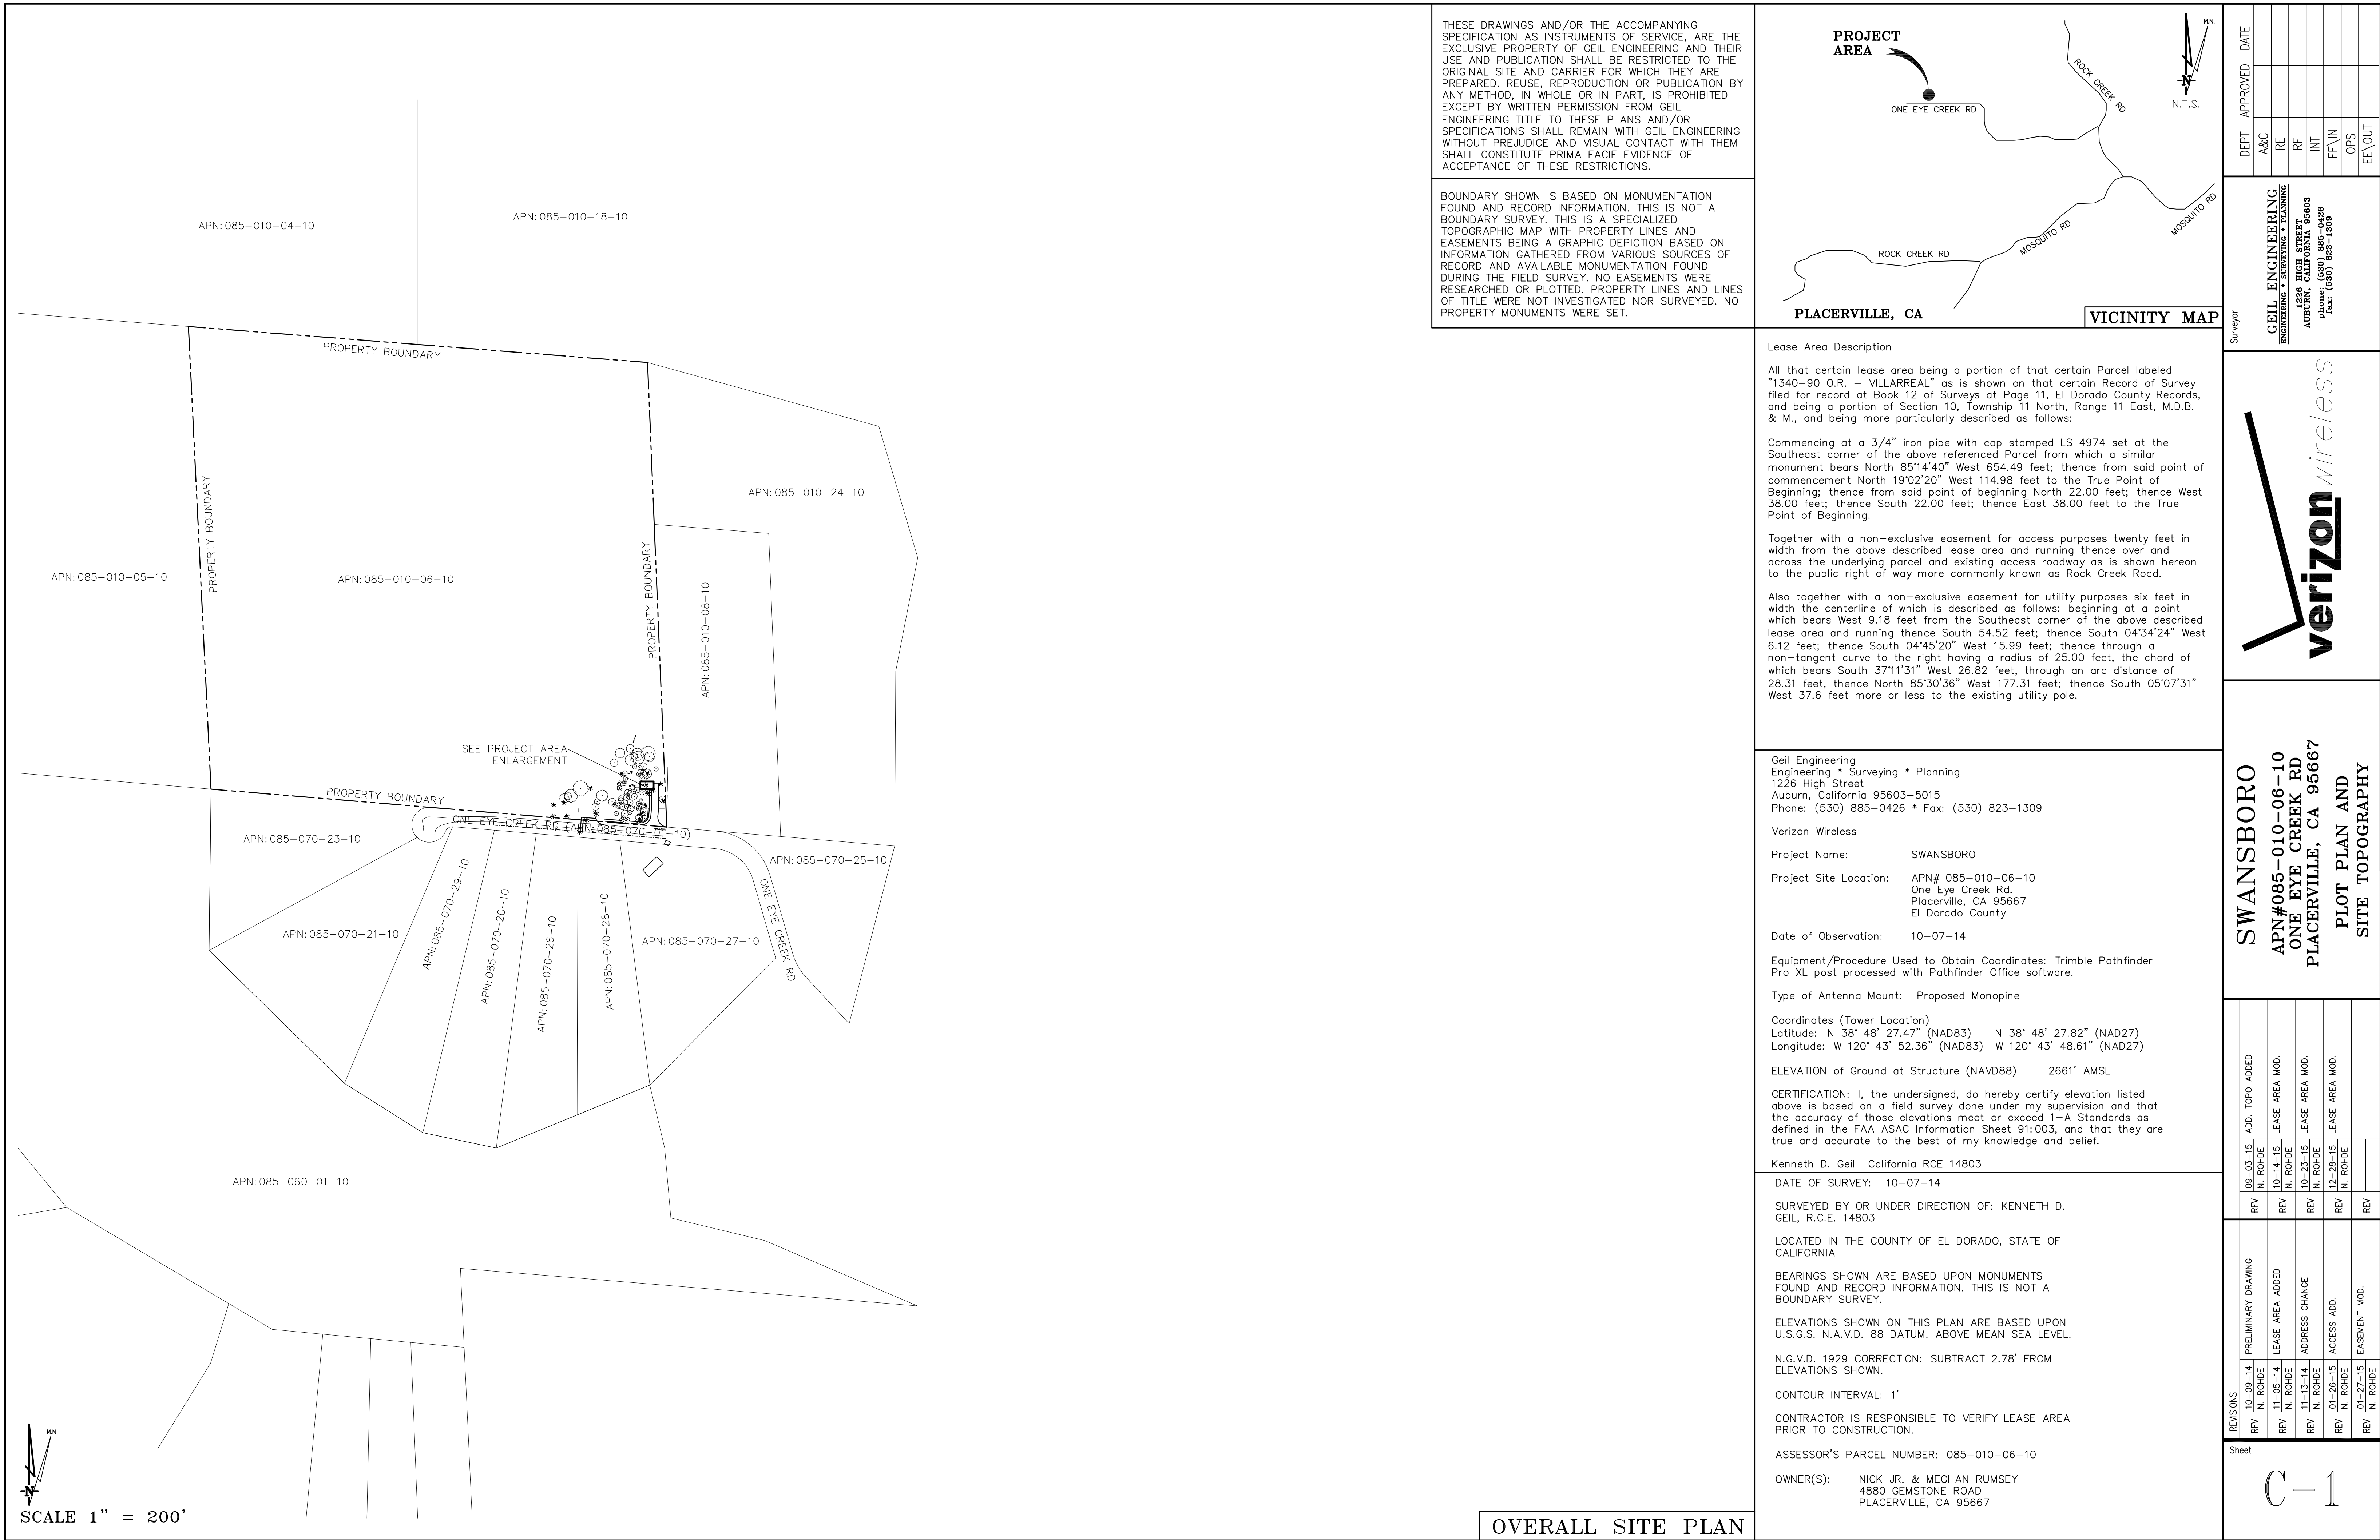 THESE DRAWINGS AND/OR THE ACCOMPANYING
SPECIFICATION AS INSTRUMENTS OF SERVICE, ARE THE
EXCLUSIVE PROPERTY OF GEIL ENGINEERING AND THEIR
USE AND PUBLICATION SHALL BE RESTRICTED TO THE
ORIGINAL SITE AND CARRIER FOR WHICH THEY ARE
PREPARED. REUSE, REPRODUCTION OR PUBLICATION BY
ANY METHOD, IN WHOLE OR IN PART, IS PROHIBITED
EXCEPT BY WRITTEN PERMISSION FROM GEIL
ENGINEERING TITLE TO THESE PLANS AND/OR
SPECIFICATIONS SHALL REMAIN WITH GEIL ENGINEERING
WITHOUT PREJUDICE AND VISUAL CONTACT WITH THEM
SHALL CONSTITUTE PRIMA FACIE EVIDENCE OF
ACCEPTANCE OF THESE RESTRICTIONS.
BOUNDARY SHOWN IS BASED ON MONUMENTATION
FOUND AND RECORD INFORMATION. THIS IS NOT A
BOUNDARY SURVEY. THIS IS A SPECIALIZED
TOPOGRAPHIC MAP WITH PROPERTY LINES AND
EASEMENTS BEING A GRAPHIC DEPICTION BASED ON
INFORMATION GATHERED FROM VARIOUS SOURCES OF
RECORD AND AVAILABLE MONUMENTATION FOUND
DURING THE FIELD SURVEY. NO EASEMENTS WERE
RESEARCHED OR PLOTTED. PROPERTY LINES AND LINES
OF TITLE WERE NOT INVESTIGATED NOR SURVEYED. NO
PROPERTY MONUMENTS WERE SET.
PROJECT
AREA
ONE EYE CREEK RD
ROCK CREEK RD
M.N.
N
N.T.S.
MOSQUITO RD
MOSQUITO RD
ROCK CREEK RD
PLACERVILLE, CA
VICINITY MAP
APN: 085-010-04-10
APN: 085-010-18-10
PROPERTY BOUNDARY
APN: 085-010-24-10
PROPERTY BOUNDARY
APN: 085-010-05-10
APN: 085-010-06-10
PROPERTY BOUNDARY
APN: 085-010-08-10
SEE PROJECT AREA
ENLARGEMENT
PROPERTY BOUNDARY
ONE EYE CREEK RD (APN: 085-070-01-10)
APN: 085-070-23-10
APN: 085-070-25-10
APN: 085-070-29-10
APN: 085-070-20-10
APN: 085-070-26-10
APN: 085-070-28-10
ONE EYE CREEK RD
APN: 085-070-21-10
APN: 085-070-27-10
APN: 085-060-01-10
M.N.
N
SCALE 1" = 200'
OVERALL SITE PLAN
Lease Area Description
All that certain lease area being a portion of that certain Parcel labeled
"1340-90 O.R. - VILLARREAL" as is shown on that certain Record of Survey
filed for record at Book 12 of Surveys at Page 11, El Dorado County Records,
and being a portion of Section 10, Township 11 North, Range 11 East, M.D.B.
& M., and being more particularly described as follows:
Commencing at a 3/4" iron pipe with cap stamped LS 4974 set at the
Southeast corner of the above referenced Parcel from which a similar
monument bears North 85°14'40" West 654.49 feet; thence from said point of
commencement North 19°02'20" West 114.98 feet to the True Point of
Beginning; thence from said point of beginning North 22.00 feet; thence West
38.00 feet; thence South 22.00 feet; thence East 38.00 feet to the True
Point of Beginning.
Together with a non-exclusive easement for access purposes twenty feet in
width from the above described lease area and running thence over and
across the underlying parcel and existing access roadway as is shown hereon
to the public right of way more commonly known as Rock Creek Road.
Also together with a non-exclusive easement for utility purposes six feet in
width the centerline of which is described as follows: beginning at a point
which bears West 9.18 feet from the Southeast corner of the above described
lease area and running thence South 54.52 feet; thence South 04°34'24" West
6.12 feet; thence South 04°45'20" West 15.99 feet; thence through a
non-tangent curve to the right having a radius of 25.00 feet, the chord of
which bears South 37°11'31" West 26.82 feet, through an arc distance of
28.31 feet, thence North 85°30'36" West 177.31 feet; thence South 05°07'31"
West 37.6 feet more or less to the existing utility pole.
Geil Engineering
Engineering * Surveying * Planning
1226 High Street
Auburn, California 95603-5015
Phone: (530) 885-0426 * Fax: (530) 823-1309
Verizon Wireless
Project Name: SWANSBORO
Project Site Location: APN# 085-010-06-10
One Eye Creek Rd.
Placerville, CA 95667
El Dorado County
Date of Observation: 10-07-14
Equipment/Procedure Used to Obtain Coordinates: Trimble Pathfinder
Pro XL post processed with Pathfinder Office software.
Type of Antenna Mount: Proposed Monopine
Coordinates (Tower Location)
Latitude: N 38° 48' 27.47" (NAD83) N 38° 48' 27.82" (NAD27)
Longitude: W 120° 43' 52.36" (NAD83) W 120° 43' 48.61" (NAD27)
ELEVATION of Ground at Structure (NAVD88) 2661' AMSL
CERTIFICATION: I, the undersigned, do hereby certify elevation listed
above is based on a field survey done under my supervision and that
the accuracy of those elevations meet or exceed 1-A Standards as
defined in the FAA ASAC Information Sheet 91:003, and that they are
true and accurate to the best of my knowledge and belief.
Kenneth D. Geil California RCE 14803
DATE OF SURVEY: 10-07-14
SURVEYED BY OR UNDER DIRECTION OF: KENNETH D.
GEIL, R.C.E. 14803
LOCATED IN THE COUNTY OF EL DORADO, STATE OF
CALIFORNIA
BEARINGS SHOWN ARE BASED UPON MONUMENTS
FOUND AND RECORD INFORMATION. THIS IS NOT A
BOUNDARY SURVEY.
ELEVATIONS SHOWN ON THIS PLAN ARE BASED UPON
U.S.G.S. N.A.V.D. 88 DATUM. ABOVE MEAN SEA LEVEL.
N.G.V.D. 1929 CORRECTION: SUBTRACT 2.78' FROM
ELEVATIONS SHOWN.
CONTOUR INTERVAL: 1'
CONTRACTOR IS RESPONSIBLE TO VERIFY LEASE AREA
PRIOR TO CONSTRUCTION.
ASSESSOR'S PARCEL NUMBER: 085-010-06-10
OWNER(S): NICK JR. & MEGHAN RUMSEY
4880 GEMSTONE ROAD
PLACERVILLE, CA 95667
DEPT APPROVED DATE
A&C
RE
RF
INT
EE\IN
OPS
EE\OUT
Surveyor
GEIL ENGINEERING
ENGINEERING * SURVEYING * PLANNING
1226 HIGH STREET
AUBURN, CALIFORNIA 95603
phone: (530) 885-0426
fax: (530) 823-1309
verizon wireless
SWANSBORO
APN#085-010-06-10
ONE EYE CREEK RD
PLACERVILLE, CA 95667
PLOT PLAN AND
SITE TOPOGRAPHY
REV 09-03-15 ADD. TOPO ADDED
N. ROHDE
REV 10-14-15 LEASE AREA MOD.
N. ROHDE
REV 10-23-15 LEASE AREA MOD.
N. ROHDE
REV 12-28-15 LEASE AREA MOD.
N. ROHDE
REV
REVISIONS
REV 10-09-14 PRELIMINARY DRAWING
N. ROHDE
REV 11-05-14 LEASE AREA ADDED
N. ROHDE
REV 11-13-14 ADDRESS CHANGE
N. ROHDE
REV 01-26-15 ACCESS ADD.
N. ROHDE
REV 01-27-15 EASEMENT MOD.
N. ROHDE
Sheet
C-1